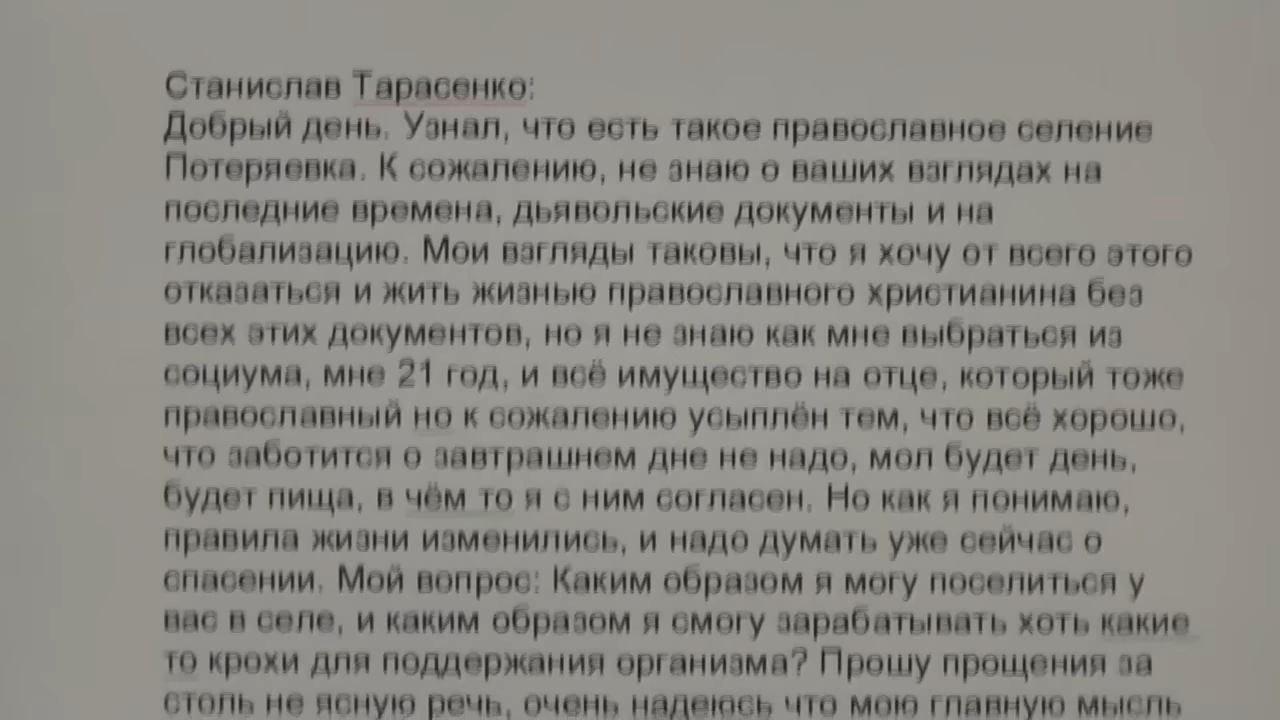 Станислав Тарасенко:
Добрый день. Узнал, что есть такое православное селение
Потеряевка. К сожалению, не знаю о ваших взглядах на
последние времена, дьявольские документы и на
глобализацию. Мои взгляды таковы, что я хочу от всего этого
отказаться и жить жизнью православного христианина без
всех этих документов, но я не знаю как мне выбраться из
социума, мне 21 год, и всё имущество на отце, который тоже
православный но к сожалению усыплён тем, что всё хорошо,
что заботится о завтрашнем дне не надо, мол будет день,
будет пища, в чём то я с ним согласен. Но как я понимаю,
правила жизни изменились, и надо думать уже сейчас о
спасении. Мой вопрос: Каким образом я могу поселиться у
вас в селе, и каким образом я смогу зарабатывать хоть какие
то крохи для поддержания организма? Прошу прощения за
столь не ясную речь, очень надеюсь что мою главную мысль